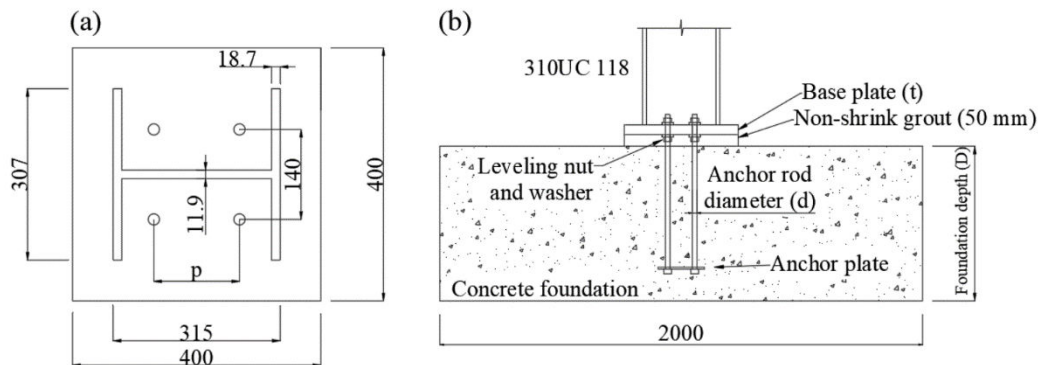 (a)
18.7
307
140
400
11.9
p
315
400
(b)
310UC 118
Base plate (t)
Non-shrink grout (50 mm)
Leveling nut
and washer
Anchor rod
diameter (d)
Anchor plate
Concrete foundation
Foundation depth (D)
2000